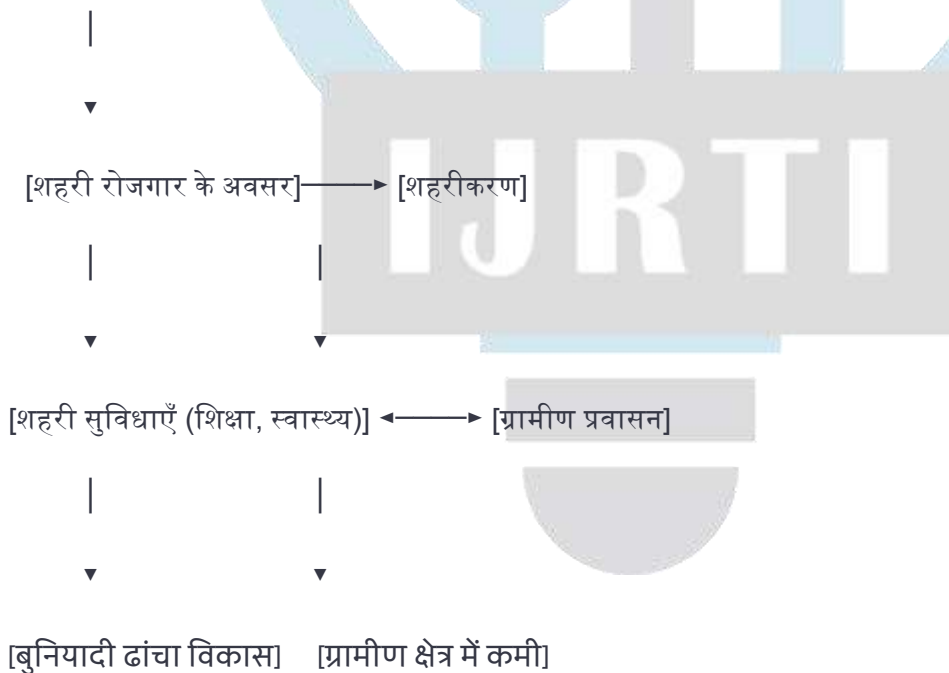 [शहरी रोजगार के अवसर] [शहरीकरण]
IJRTI
[शहरी सुविधाएँ (शिक्षा, स्वास्थ्य)] [ग्रामीण प्रवासन]
[बुनियादी ढांचा विकास] [ग्रामीण क्षेत्र में कमी]